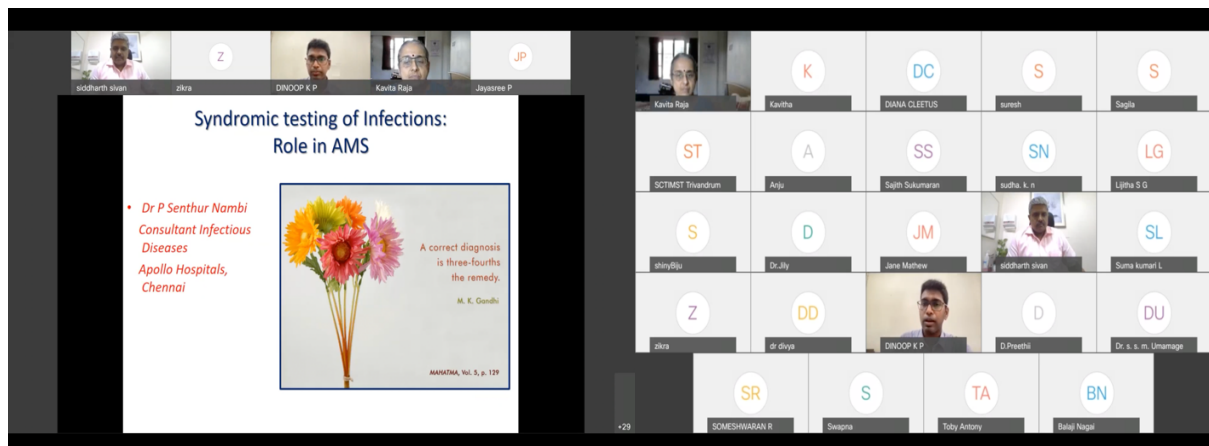 siddharth sivan
Z
zikra
DINOOP K P
Kavita Raja
JP
Jayasree P
Syndromic testing of Infections:
Role in AMS
• Dr P Senthur Nambi
Consultant Infectious
Diseases
Apollo Hospitals,
Chennai
A correct diagnosis
is three-fourths
the remedy.
M. K. Gandhi
MAHATMA, Vol. 5, p. 129
Kavita Raja
K
Kavitha
DC
DIANA CLEETUS
S
suresh
S
Sagila
ST
SCTIMST Trivandrum
A
Anju
SS
Sajith Sukumaran
SN
sudha. k. n
LG
Lijitha S G
S
shinyBiju
D
Dr.Jily
JM
Jane Mathew
siddharth sivan
SL
Suma kumari L
Z
zikra
DD
dr divya
DINOOP K P
D
D.Preethii
DU
Dr. s. s. m. Umamage
+29
SR
SOMESHWARAN R
S
Swapna
TA
Toby Antony
BN
Balaji Nagai